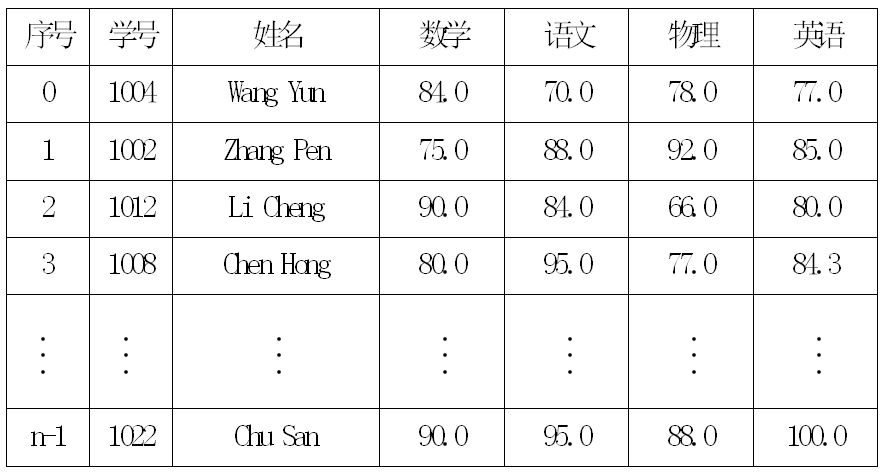 序号 学号 姓名 数学 语文 物理 英语
0 1004 Wang Yun 84.0 70.0 78.0 77.0
1 1002 Zhang Pen 75.0 88.0 92.0 85.0
2 1012 Li Cheng 90.0 84.0 66.0 80.0
3 1008 Chen Hong 80.0 95.0 77.0 84.3
⋮ ⋮ ⋮ ⋮ ⋮ ⋮ ⋮
n-1 1022 Chu San 90.0 95.0 88.0 100.0